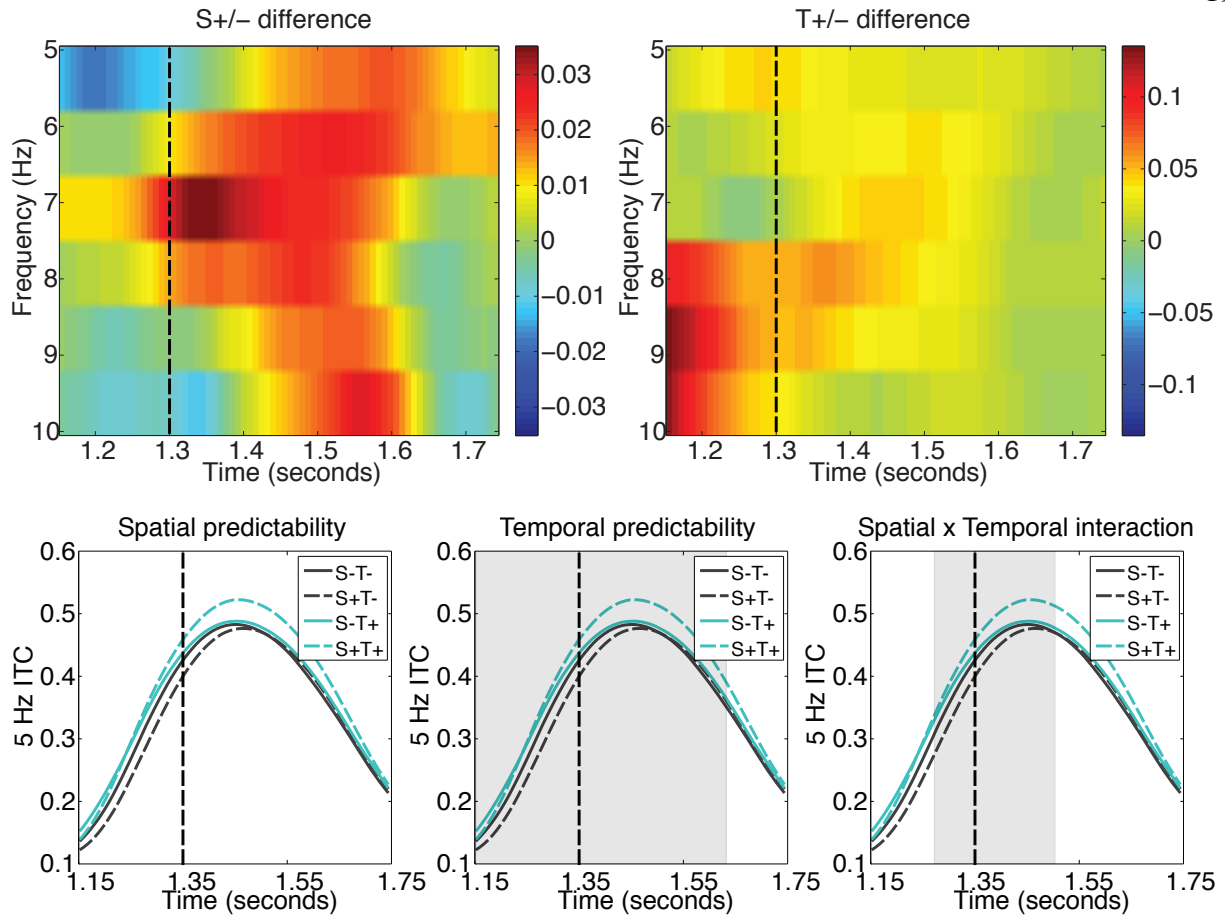 S+/− difference
T+/− difference
Frequency (Hz)
5
6
7
8
9
10
1.2
1.3
1.4
1.5
1.6
1.7
Time (seconds)
0.03
0.02
0.01
0
−0.01
−0.02
−0.03
Frequency (Hz)
5
6
7
8
9
10
1.2
1.3
1.4
1.5
1.6
1.7
Time (seconds)
0.1
0.05
0
−0.05
−0.1
Spatial predictability
5 Hz ITC
0.6
0.5
0.4
0.3
0.2
0.1
1.15
1.35
1.55
1.75
Time (seconds)
S-T-
S+T-
S-T+
S+T+
Temporal predictability
5 Hz ITC
0.6
0.5
0.4
0.3
0.2
0.1
1.15
1.35
1.55
1.75
Time (seconds)
S-T-
S+T-
S-T+
S+T+
Spatial x Temporal interaction
5 Hz ITC
0.6
0.5
0.4
0.3
0.2
0.1
1.15
1.35
1.55
1.75
Time (seconds)
S-T-
S+T-
S-T+
S+T+